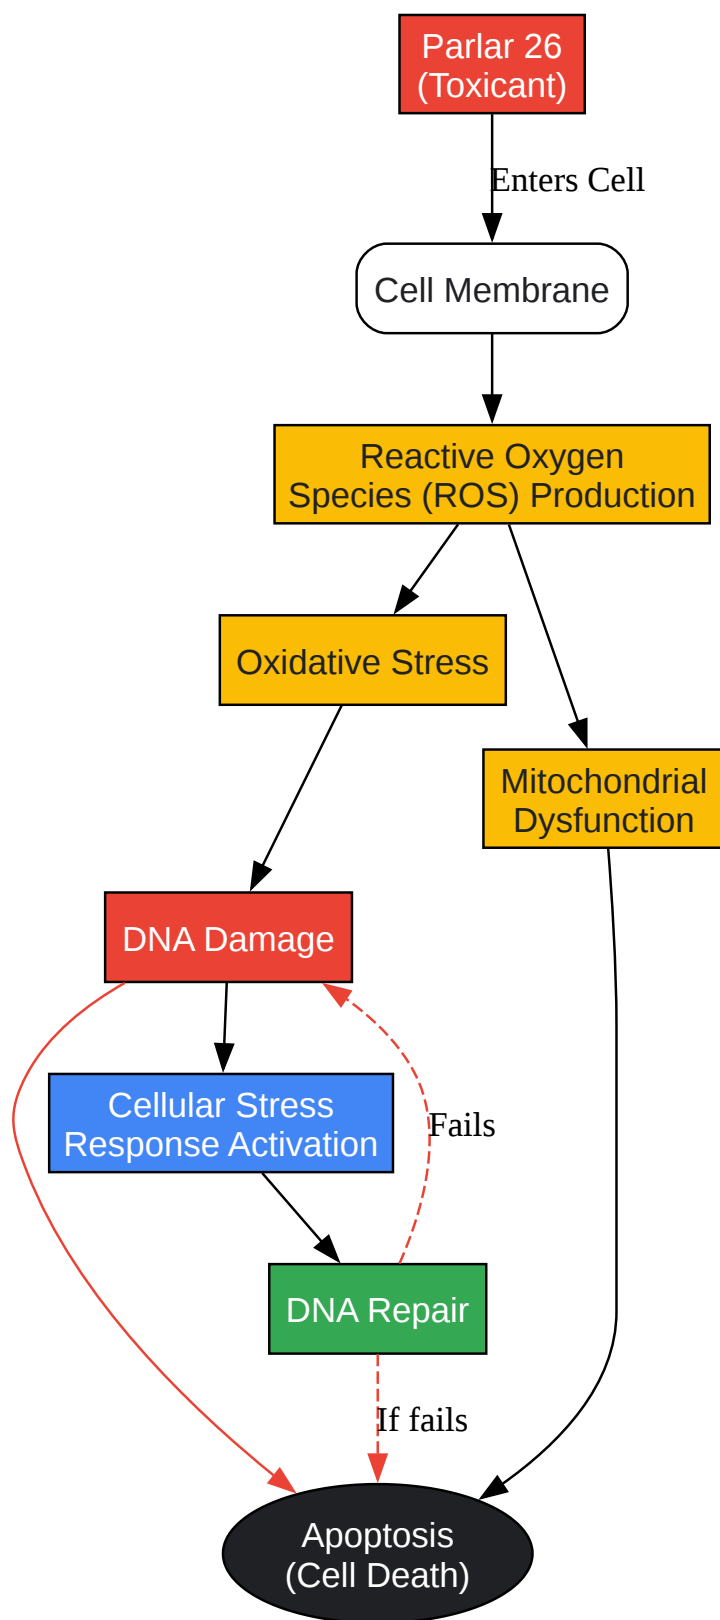 Parlar 26
(Toxicant)
Enters Cell
Cell Membrane
Reactive Oxygen
Species (ROS) Production
Oxidative Stress
Mitochondrial
Dysfunction
DNA Damage
Cellular Stress
Response Activation
Fails
DNA Repair
If fails
Apoptosis
(Cell Death)